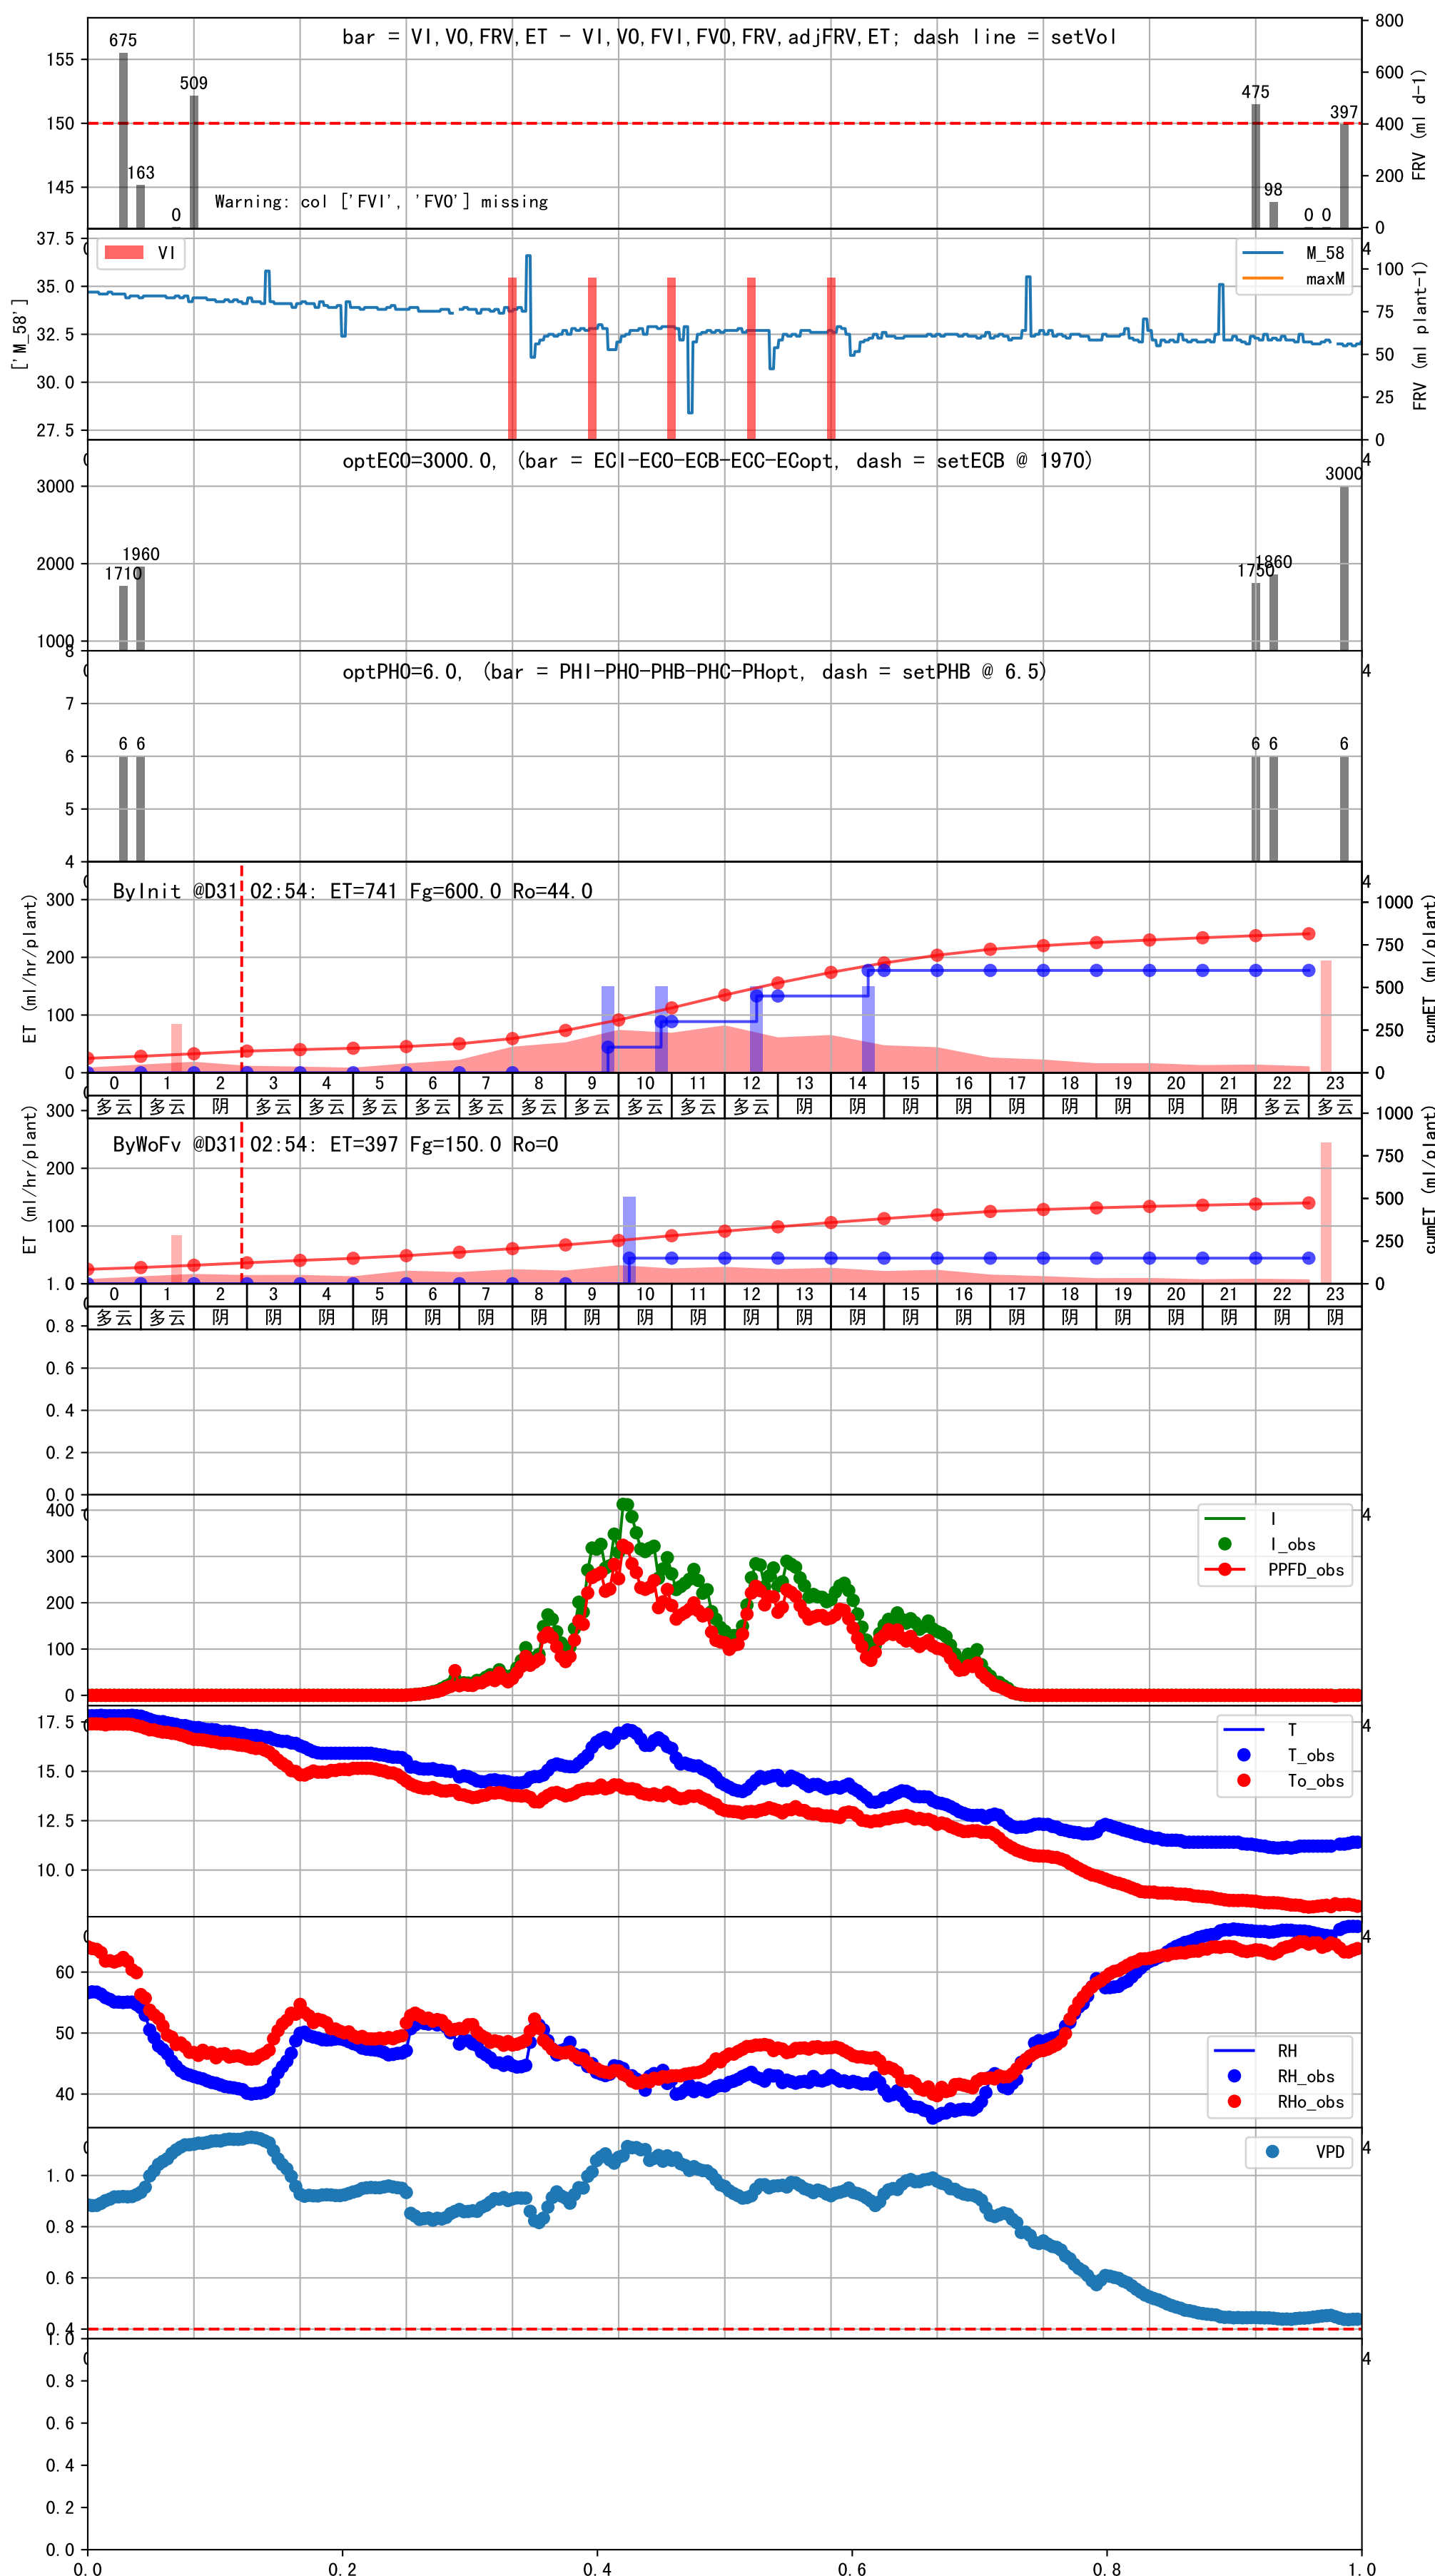 bar = VI,VO,FRV,ET - VI,VO,FVI,FVO,FRV,adjFRV,ET; dash line = setVol
675
163
0
509
475
98
0
0
397
Warning: col ['FVI', 'FVO'] missing
155
150
145
800
600
400
200
0
FRV (ml d-1)
VI
M_58
maxM
['M_58']
37.5
35.0
32.5
30.0
27.5
100
75
50
25
0
FRV (ml plant-1)
optECO=3000.0, (bar = ECI-ECO-ECB-ECC-ECopt, dash = setECB @ 1970)
1710
1960
1750
1860
3000
3000
2000
1000
optPHO=6.0, (bar = PHI-PHO-PHB-PHC-PHopt, dash = setPHB @ 6.5)
6 6
6 6
6
8
7
6
5
4
ByInit @D31 02:54: ET=741 Fg=600.0 Ro=44.0
ET (ml/hr/plant)
300
200
100
0
cumET (ml/plant)
1000
750
500
250
0
0 1 2 3 4 5 6 7 8 9 10 11 12 13 14 15 16 17 18 19 20 21 22 23
多云 多云 阴 多云 多云 多云 多云 多云 多云 多云 多云 多云 多云 阴 阴 阴 阴 阴 阴 阴 阴 阴 多云 多云
ByWoFv @D31 02:54: ET=397 Fg=150.0 Ro=0
ET (ml/hr/plant)
300
200
100
cumET (ml/plant)
1000
750
500
250
0
0 1 2 3 4 5 6 7 8 9 10 11 12 13 14 15 16 17 18 19 20 21 22 23
多云 多云 阴 阴 阴 阴 阴 阴 阴 阴 阴 阴 阴 阴 阴 阴 阴 阴 阴 阴 阴 阴 阴 阴
1.0
0.8
0.6
0.4
0.2
0.0
I
I_obs
PPFD_obs
400
300
200
100
0
T
T_obs
To_obs
17.5
15.0
12.5
10.0
RH
RH_obs
RHo_obs
60
50
40
VPD
1.0
0.8
0.6
0.4
1.0
0.8
0.6
0.4
0.2
0.0
0.0 0.2 0.4 0.6 0.8 1.0